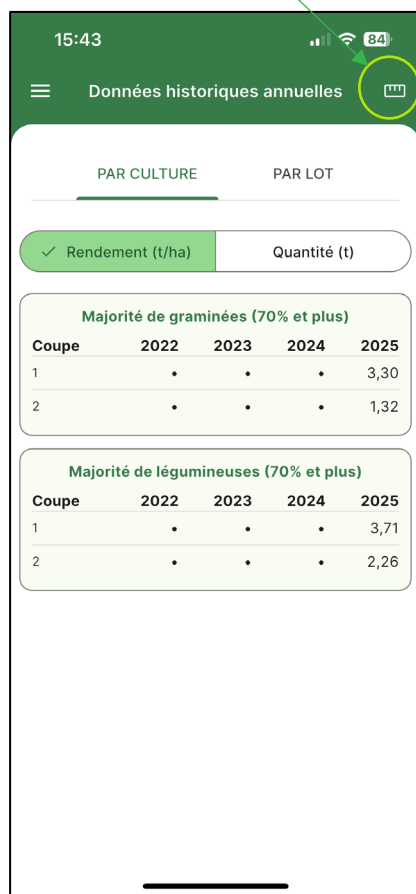 15:43 84
Données historiques annuelles
PAR CULTURE PAR LOT
✓ Rendement (t/ha) Quantité (t)
Majorité de graminées (70% et plus)
Coupe 2022 2023 2024 2025
1 • • • 3,30
2 • • • 1,32
Majorité de légumineuses (70% et plus)
Coupe 2022 2023 2024 2025
1 • • • 3,71
2 • • • 2,26